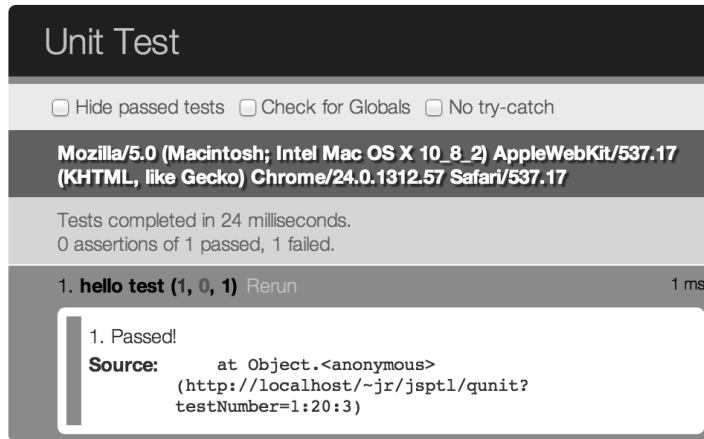 Unit Test
Hide passed tests Check for Globals No try-catch
Mozilla/5.0 (Macintosh; Intel Mac OS X 10_8_2) AppleWebKit/537.17
(KHTML, like Gecko) Chrome/24.0.1312.57 Safari/537.17
Tests completed in 24 milliseconds.
0 assertions of 1 passed, 1 failed.
1. hello test (1, 0, 1) Rerun 1 ms
1. Passed!
Source: at Object.<anonymous>
(http://localhost/~jr/jsptl/qunit?
testNumber=1:20:3)